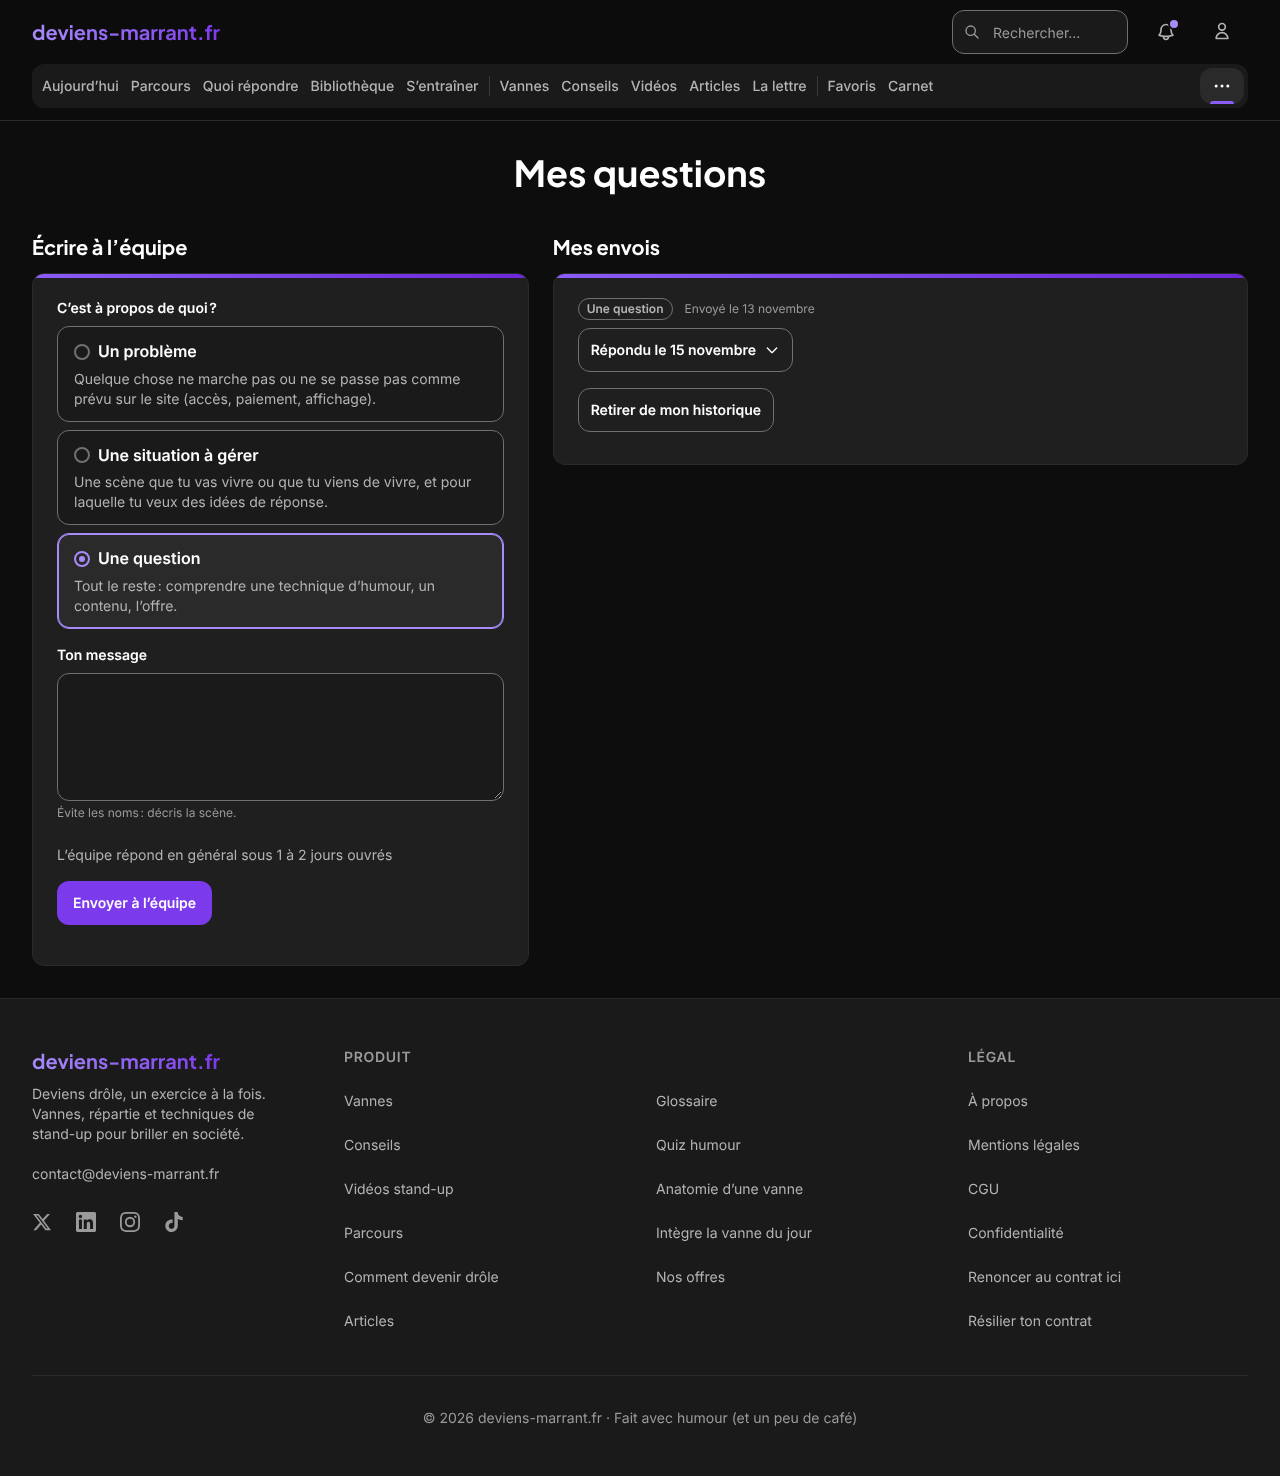 deviens-marrant.fr
Rechercher...
Aujourd’hui Parcours Quoi répondre Bibliothèque S’entraîner Vannes Conseils Vidéos Articles La lettre Favoris Carnet
Mes questions
Écrire à l’équipe
C’est à propos de quoi ?
Un problème
Quelque chose ne marche pas ou ne se passe pas comme
prévu sur le site (accès, paiement, affichage).
Une situation à gérer
Une scène que tu vas vivre ou que tu viens de vivre, et pour
laquelle tu veux des idées de réponse.
Une question
Tout le reste : comprendre une technique d’humour, un
contenu, l’offre.
Ton message
Évite les noms : décris la scène.
L’équipe répond en général sous 1 à 2 jours ouvrés
Envoyer à l’équipe
Mes envois
Une question Envoyé le 13 novembre
Répondu le 15 novembre
Retirer de mon historique
deviens-marrant.fr
Deviens drôle, un exercice à la fois.
Vannes, répartie et techniques de
stand-up pour briller en société.
contact@deviens-marrant.fr
PRODUIT
Vannes
Conseils
Vidéos stand-up
Parcours
Comment devenir drôle
Articles
Glossaire
Quiz humour
Anatomie d’une vanne
Intègre la vanne du jour
Nos offres
LÉGAL
À propos
Mentions légales
CGU
Confidentialité
Renoncer au contrat ici
Résilier ton contrat
© 2026 deviens-marrant.fr · Fait avec humour (et un peu de café)